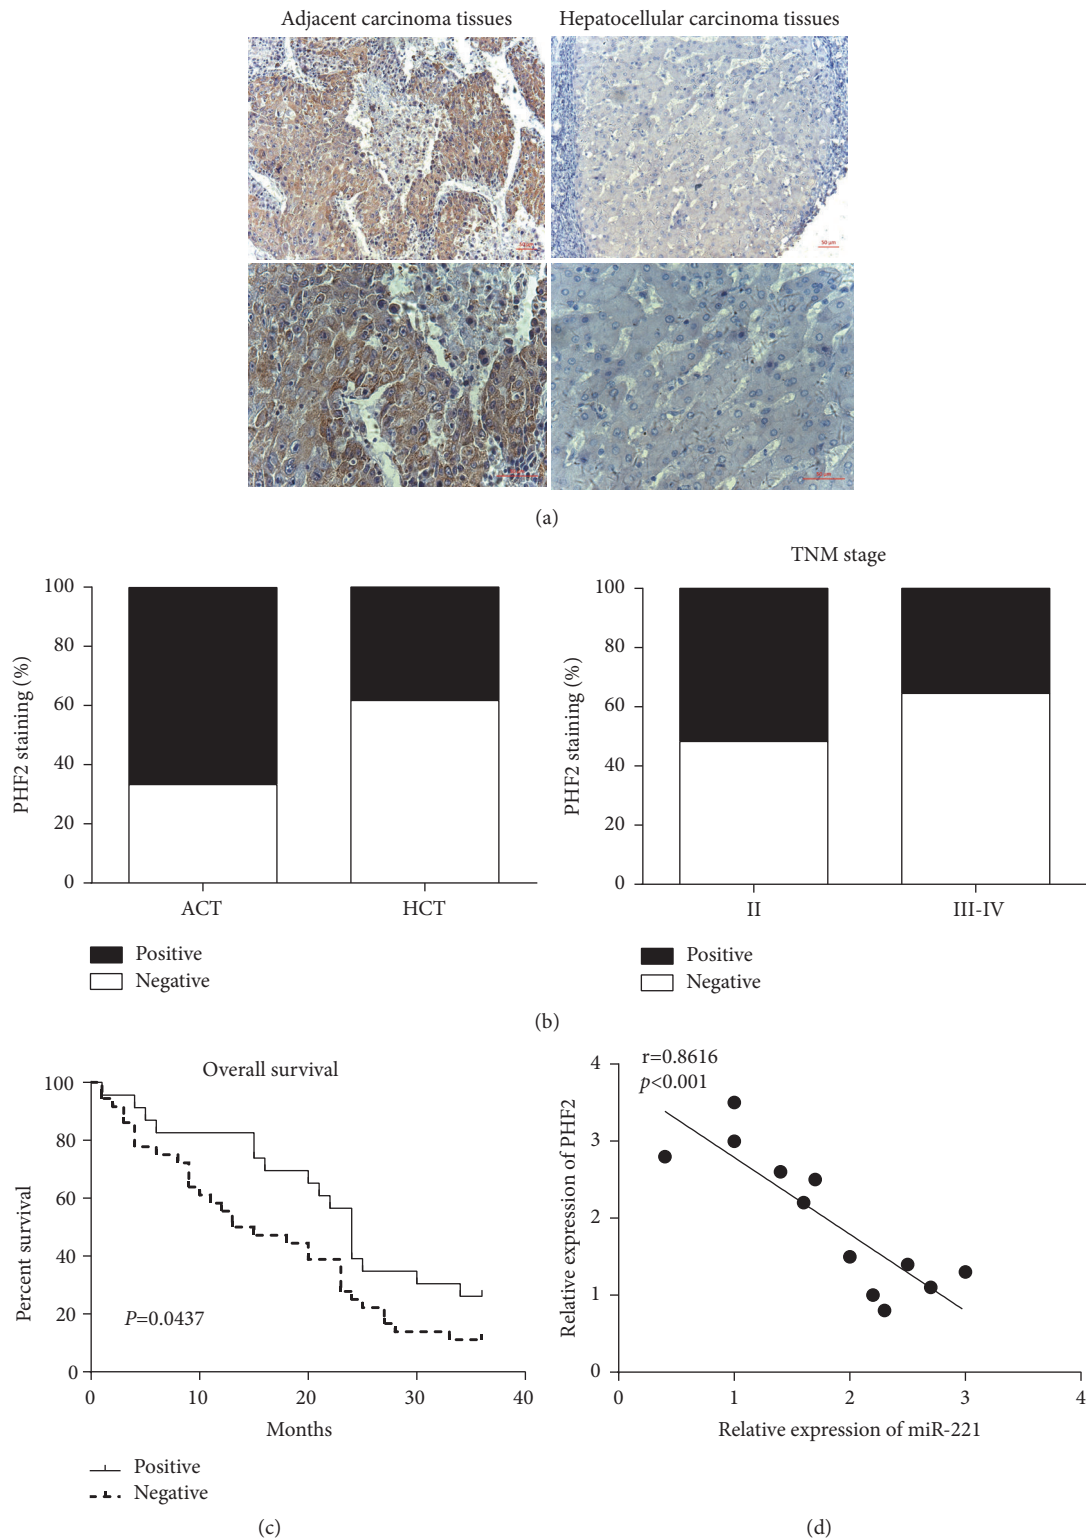 Adjacent carcinoma tissues
Hepatocellular carcinoma tissues
50 μm
(a)
TNM stage
PHF2 staining (%)
100
80
60
40
20
0
ACT
HCT
Positive
Negative
PHF2 staining (%)
100
80
60
40
20
0
II
III-IV
Positive
Negative
(b)
Overall survival
Percent survival
100
80
60
40
20
0
P=0.0437
0
10
20
30
40
Months
Positive
Negative
(c)
r=0.8616
p<0.001
Relative expression of PHF2
4
3
2
1
0
0
1
2
3
4
Relative expression of miR-221
(d)